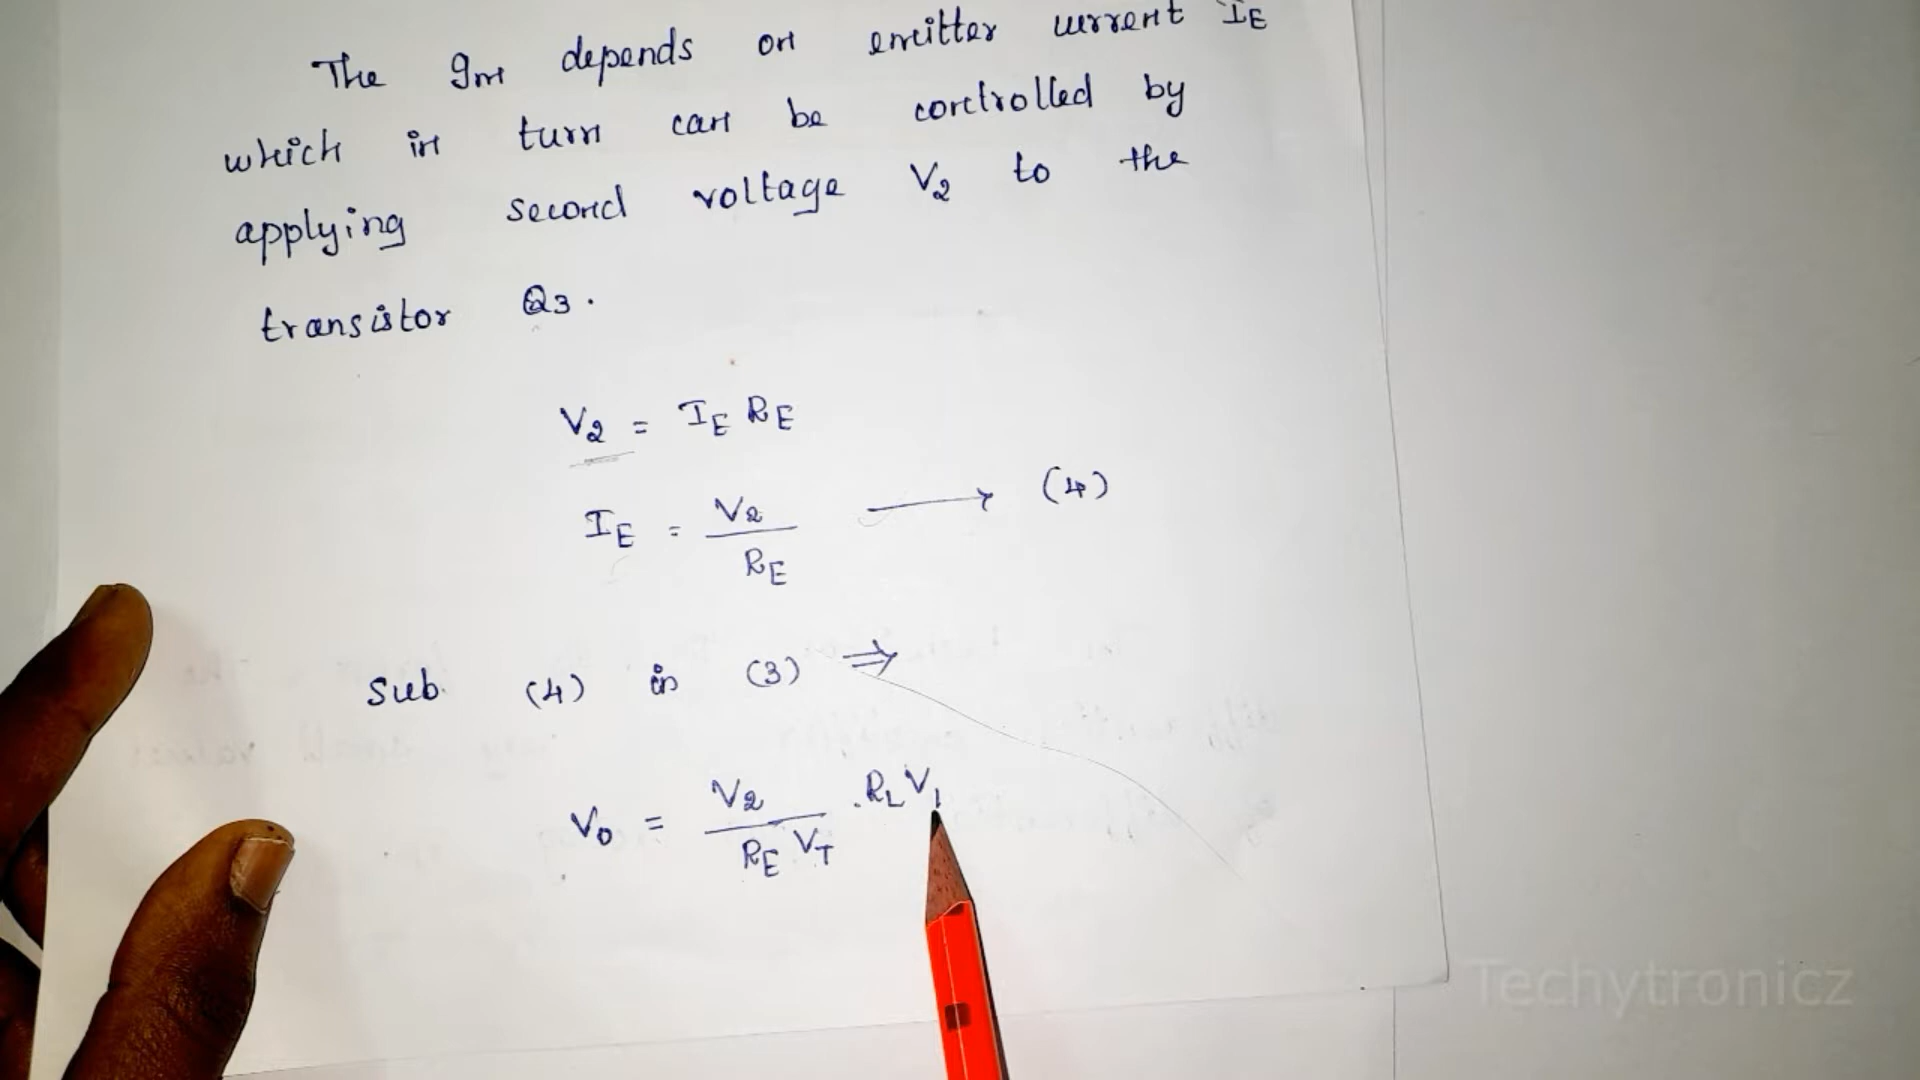 The gm depends on emitter current IE
which in turn can be controlled by
applying second voltage V2 to the
transistor Q3.
V2 = IE RE
IE = V2 / RE → (4)
Sub. (4) in (3) ⇒
V0 = V2 / RE VT . RL V1
Techytronicz